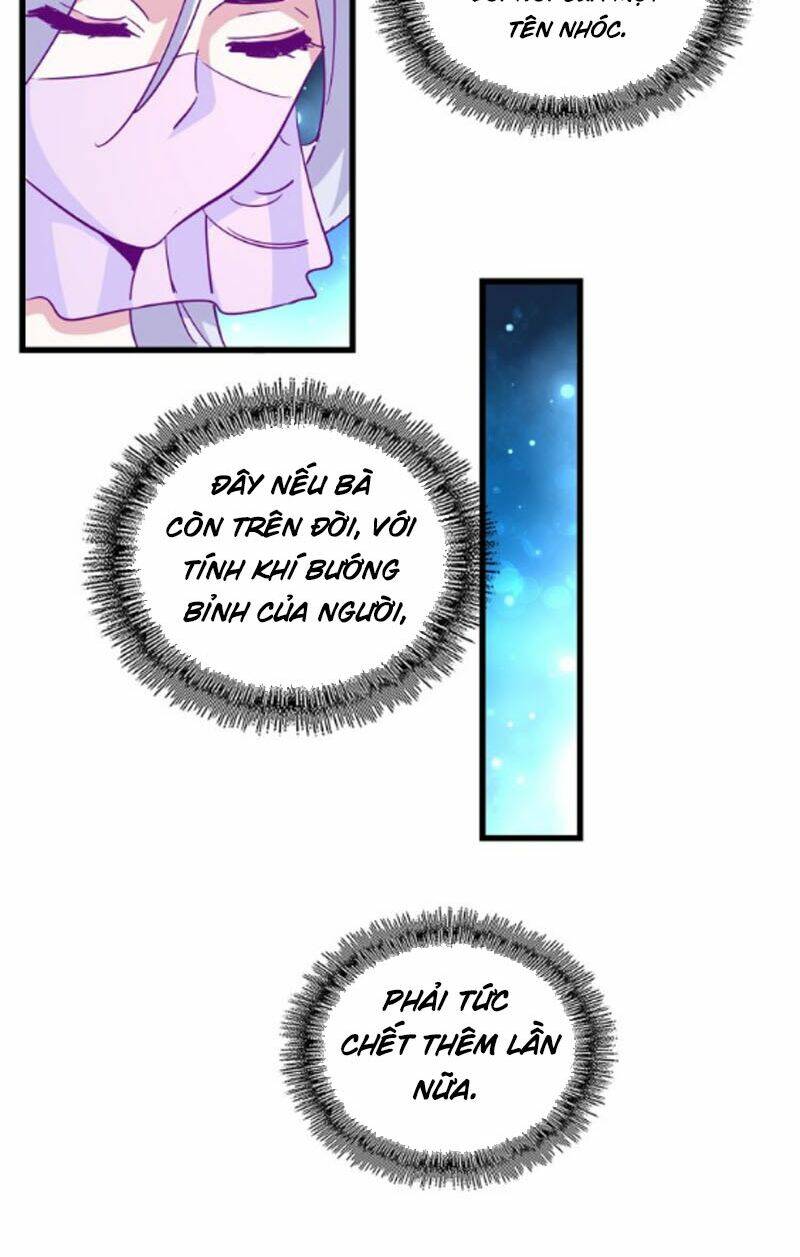 TÊN NHÓC.
ĐÂY NẾU BÀ
CÒN TRÊN ĐỜI, VỚI
TÍNH KHÍ BƯỚNG
BỈNH CỦA NGƯỜI,
PHẢI TỨC
CHẾT THÊM LẦN
NỮA.